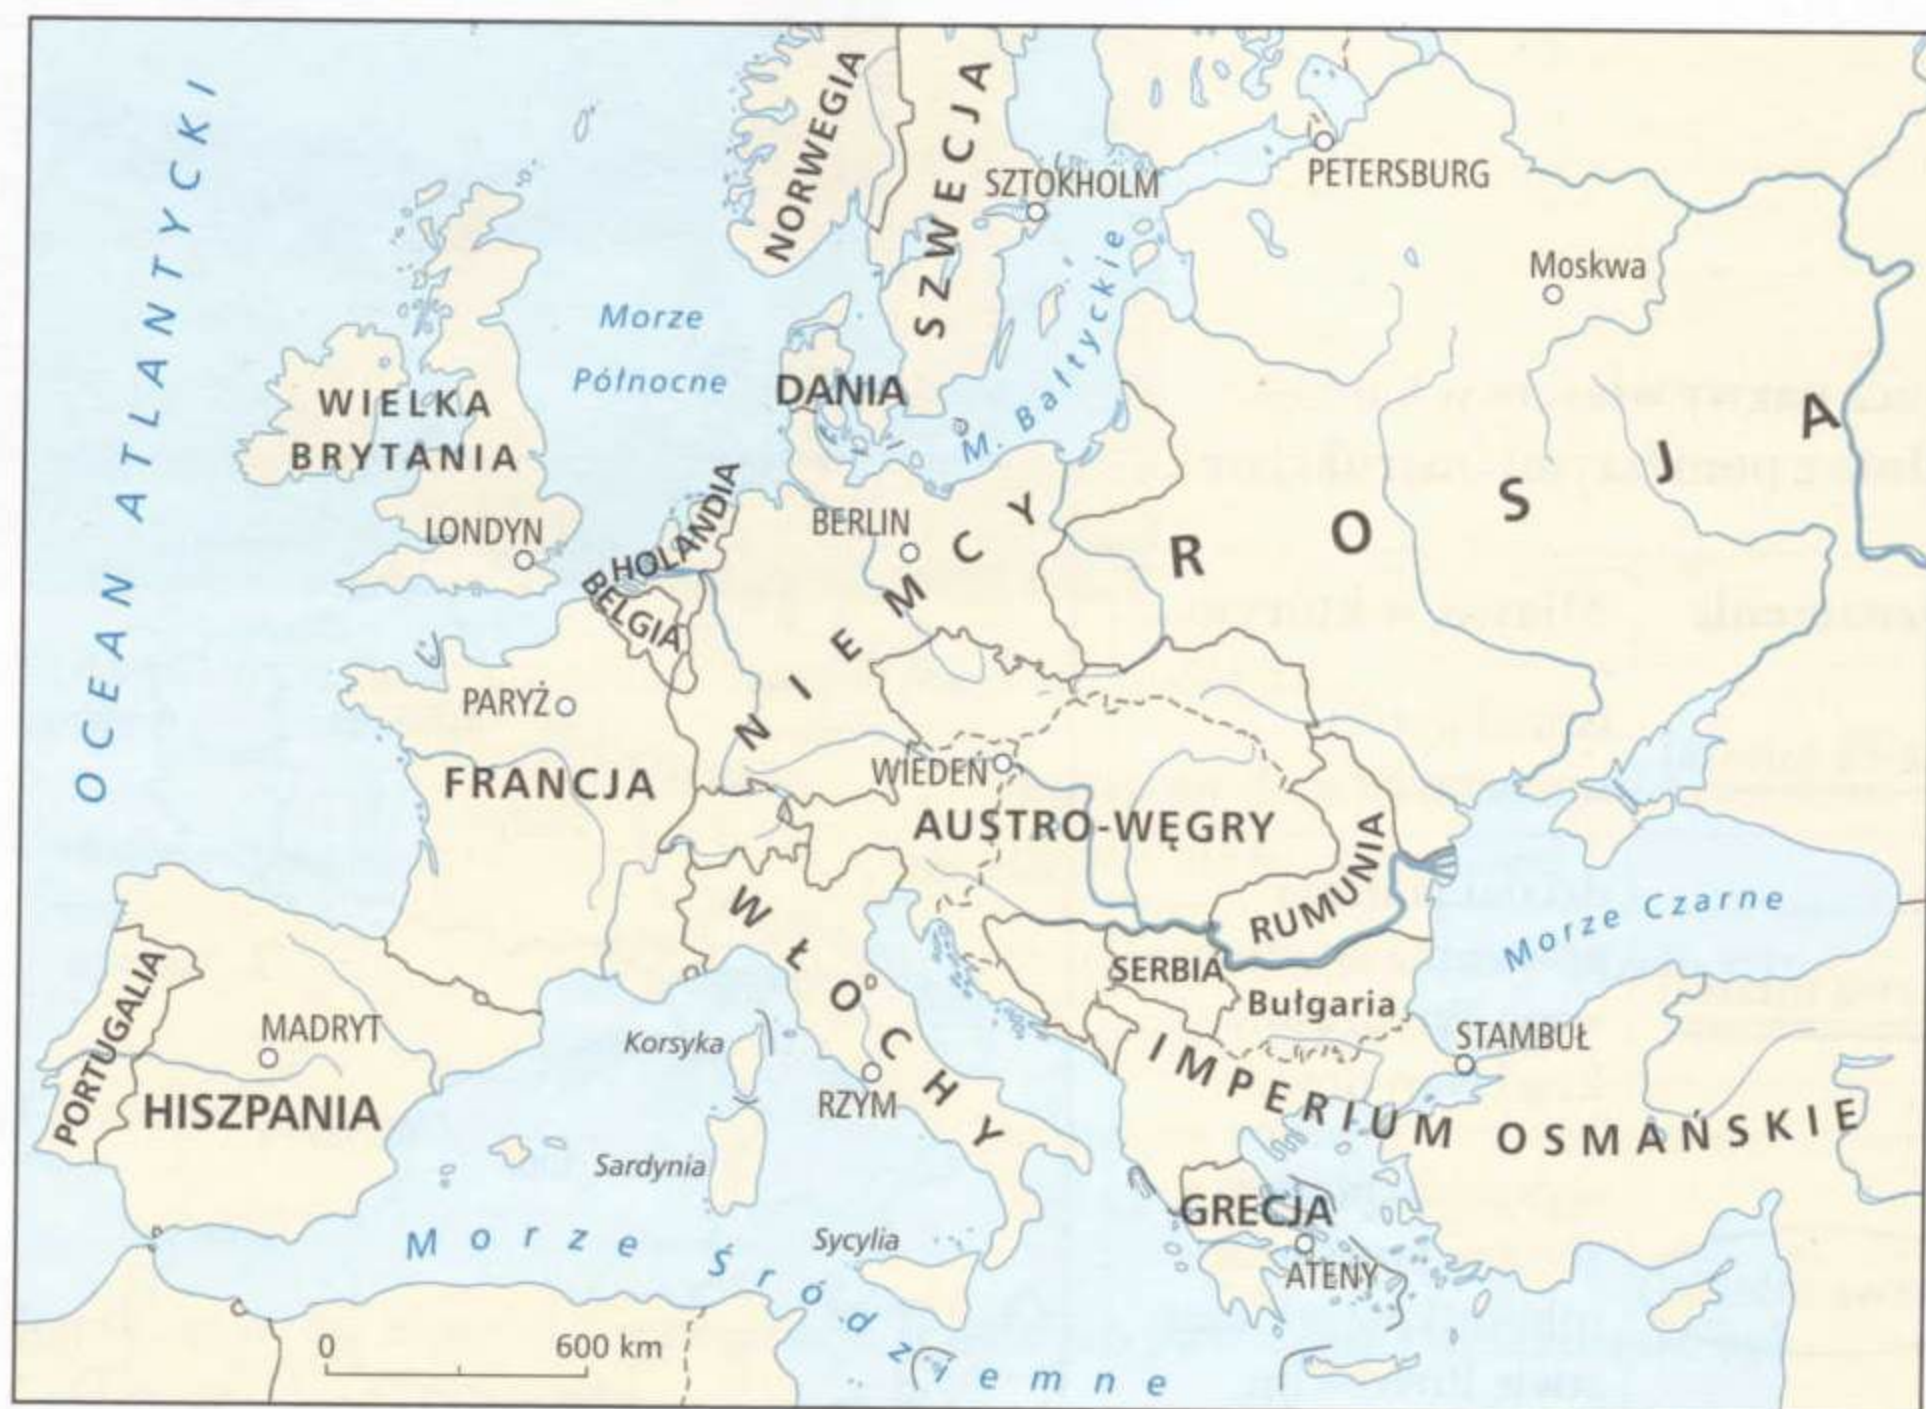 OCEAN ATLANTYCKI
NORWEGIA
SZWECJA
SZTOKHOLM
PETERSBURG
Moskwa
Morze
Północne
DANIA
M. Bałtyckie
WIELKA
BRYTANIA
LONDYN
HOLANDIA
BELGIA
BERLIN
NIEMCY
ROSJA
PARYŻ
FRANCJA
WIEDEŃ
AUSTRO-WĘGRY
RUMUNIA
WŁOCHY
SERBIA
Bułgaria
Morze Czarne
PORTUGALIA
MADRYT
HISZPANIA
Korsyka
RZYM
Sardynia
STAMBUŁ
IMPERIUM OSMAŃSKIE
GRECJA
ATENY
Sycylia
Morze Śródziemne
0 600 km